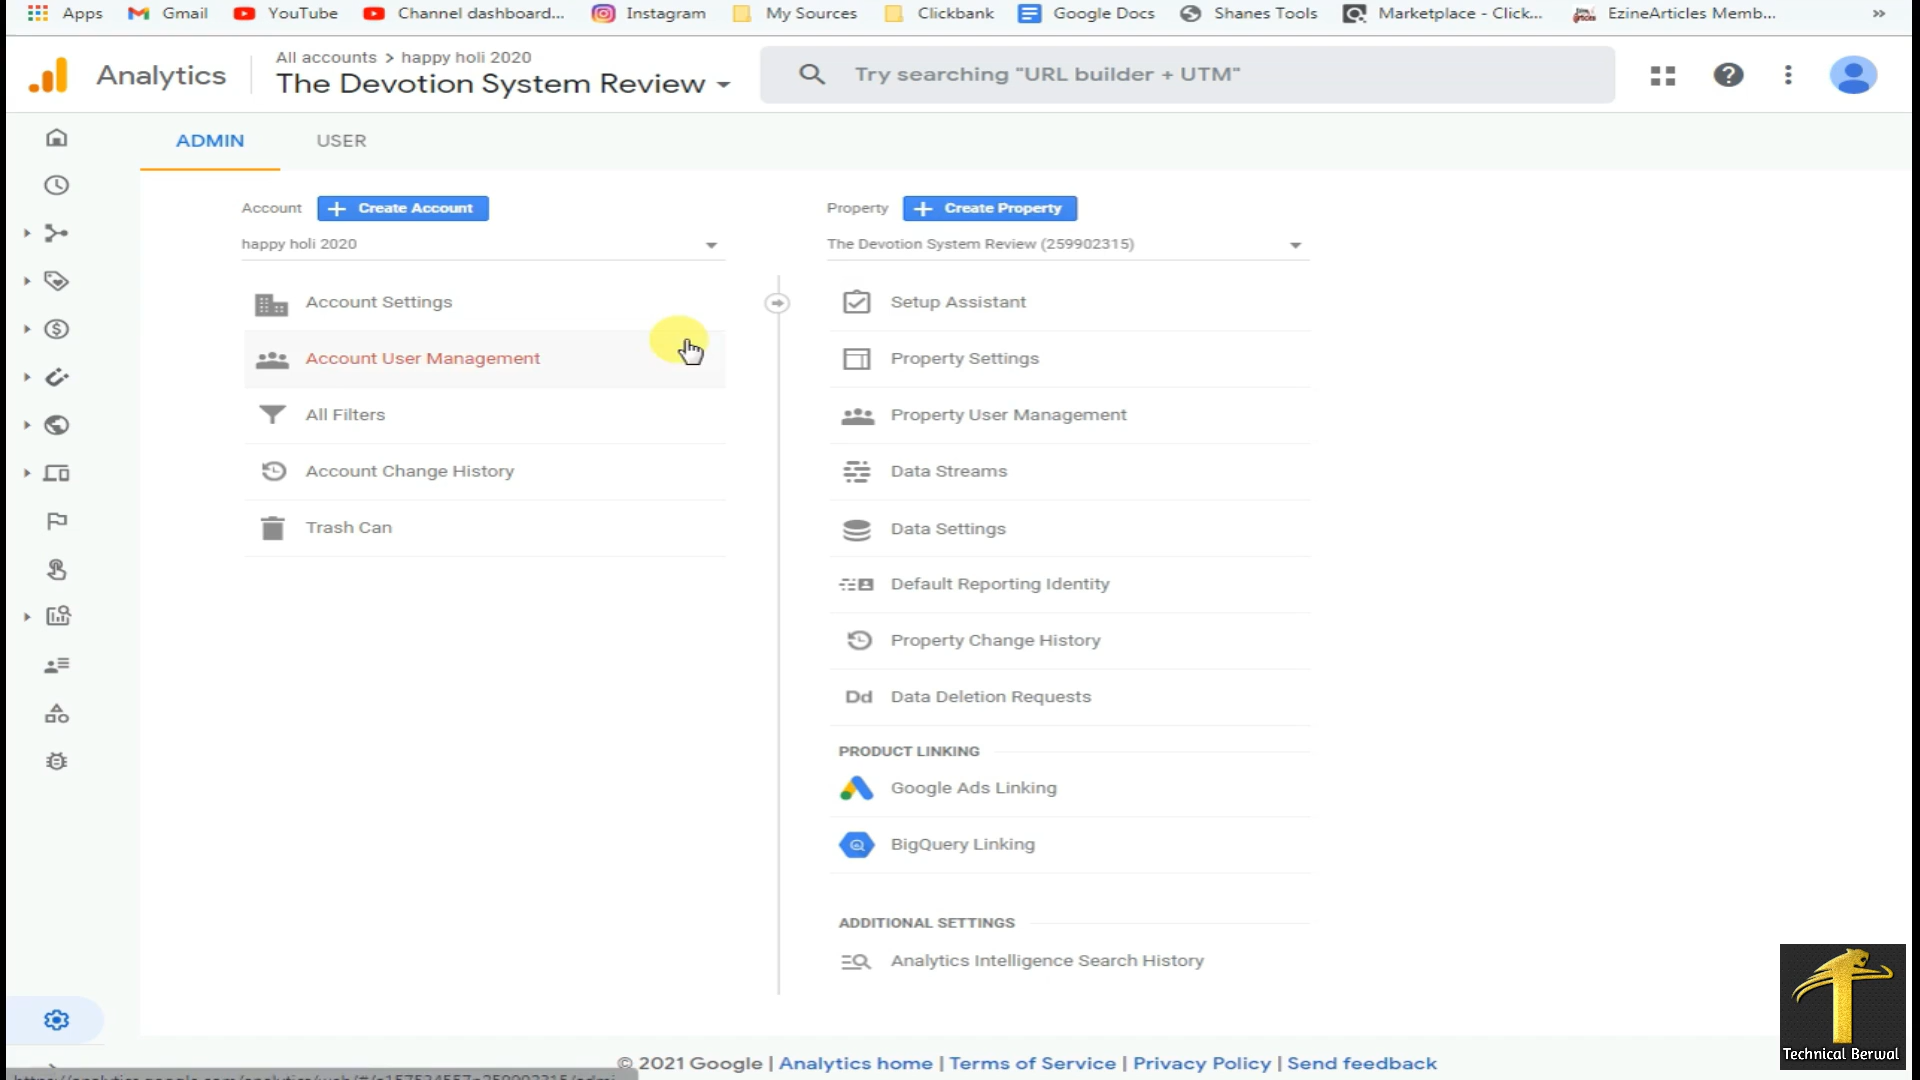 Apps Gmail YouTube Channel dashboard... Instagram My Sources Clickbank Google Docs Shanes Tools Marketplace - Click... EzineArticles Memb... »
All accounts > happy holi 2020
Analytics The Devotion System Review Try searching "URL builder + UTM"
ADMIN USER
Account + Create Account Property + Create Property
happy holi 2020 The Devotion System Review (259902315)
Account Settings Setup Assistant
Account User Management Property Settings
All Filters Property User Management
Account Change History Data Streams
Trash Can Data Settings
Default Reporting Identity
Property Change History
Dd Data Deletion Requests
PRODUCT LINKING
Google Ads Linking
BigQuery Linking
ADDITIONAL SETTINGS
Analytics Intelligence Search History
Technical Berwal
© 2021 Google | Analytics home | Terms of Service | Privacy Policy | Send feedback